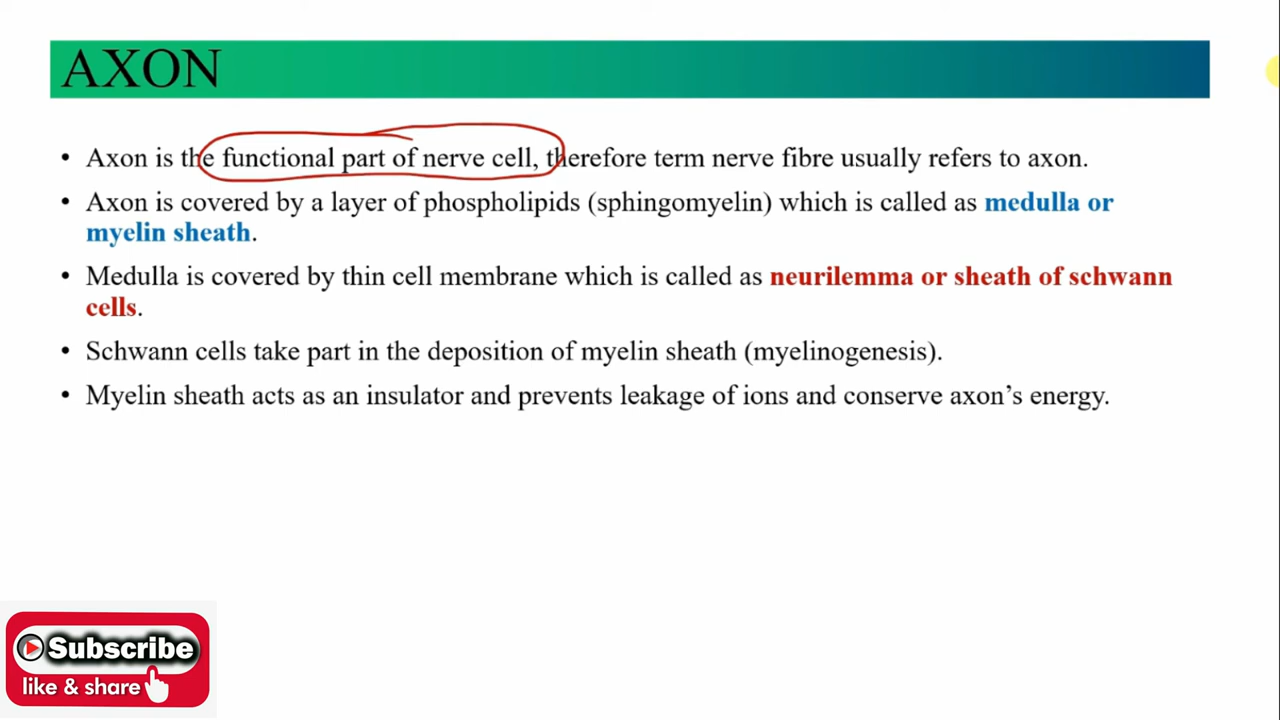 AXON
• Axon is the functional part of nerve cell, therefore term nerve fibre usually refers to axon.
• Axon is covered by a layer of phospholipids (sphingomyelin) which is called as medulla or
myelin sheath.
• Medulla is covered by thin cell membrane which is called as neurilemma or sheath of schwann
cells.
• Schwann cells take part in the deposition of myelin sheath (myelinogenesis).
• Myelin sheath acts as an insulator and prevents leakage of ions and conserve axon’s energy.
Subscribe
like & share